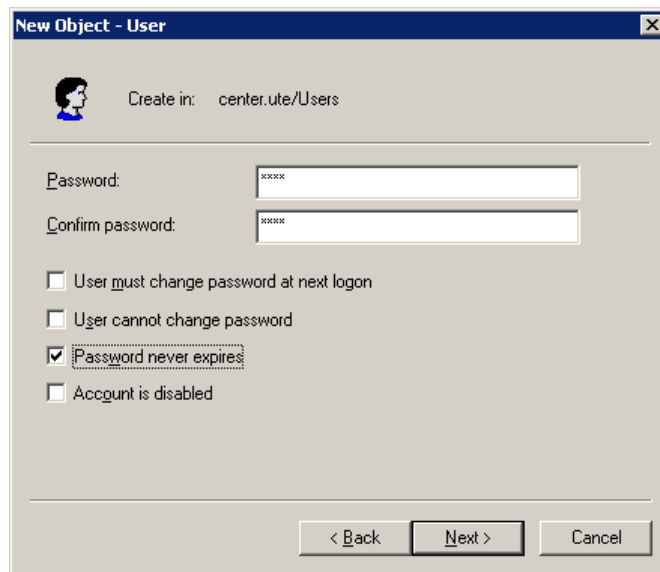 New Object - User
Create in: center.ute/Users
Password: ****
Confirm password: ****
User must change password at next logon
User cannot change password
Password never expires
Account is disabled
< Back Next > Cancel